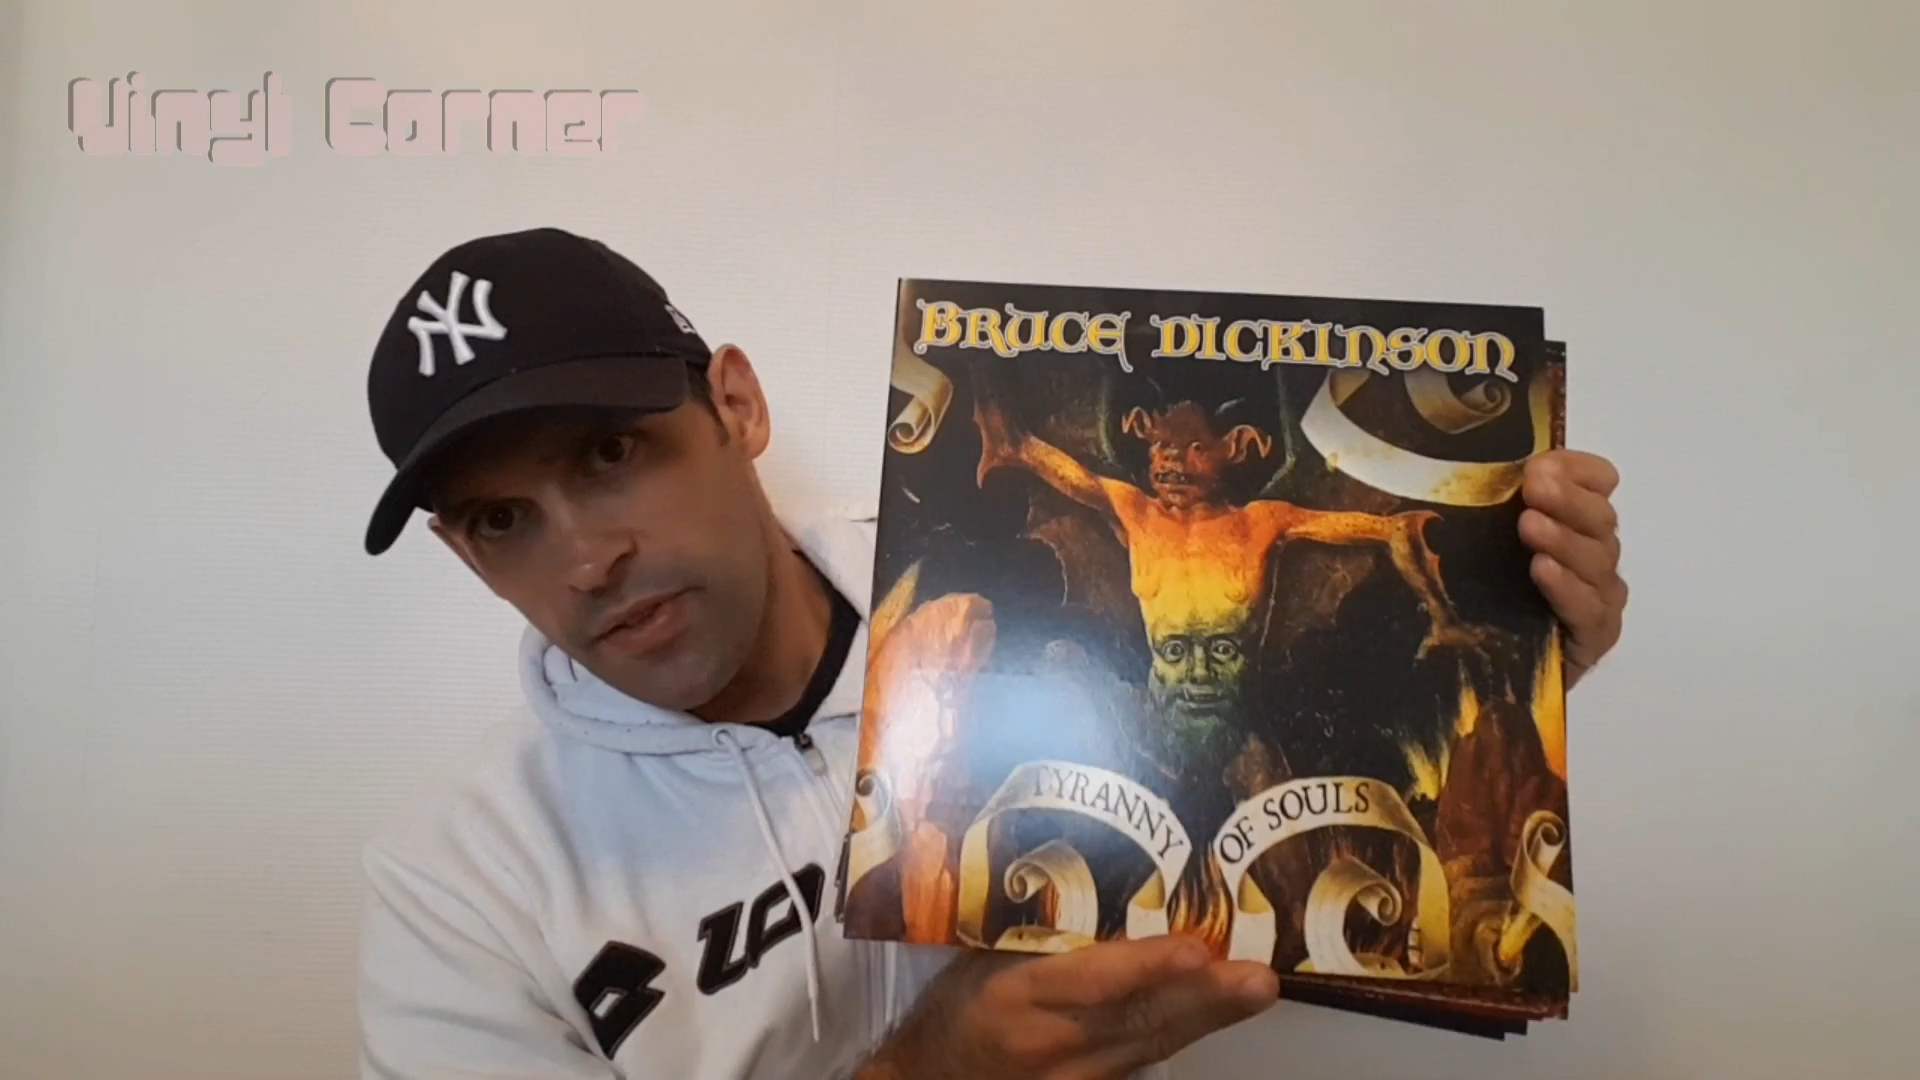 Vinyl Corner
NY
BRUCE DICKINSON
TYRANNY
OF SOULS